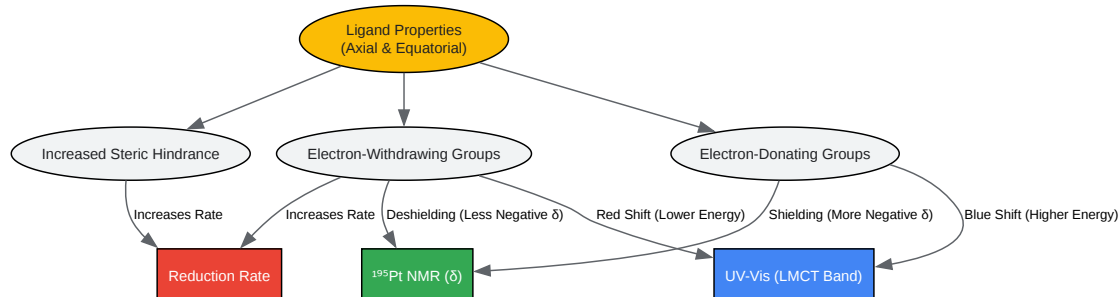 Ligand Properties
(Axial & Equatorial)
Increased Steric Hindrance
Electron-Withdrawing Groups
Electron-Donating Groups
Increases Rate
Increases Rate
Deshielding (Less Negative δ)
Red Shift (Lower Energy)
Shielding (More Negative δ)
Blue Shift (Higher Energy)
Reduction Rate
¹⁹⁵Pt NMR (δ)
UV-Vis (LMCT Band)